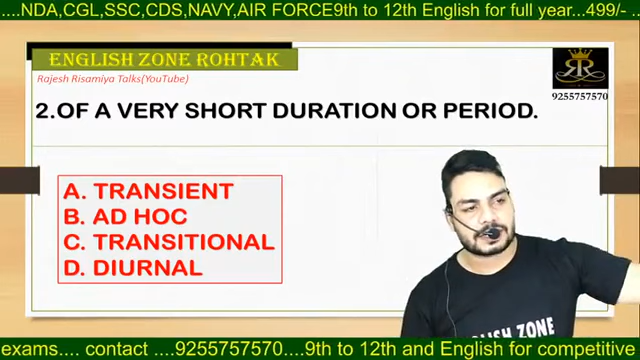 ....NDA,CGL,SSC,CDS,NAVY,AIR FORCE9th to 12th English for full year...499/- ..
ENGLISH ZONE ROHTAK
Rajesh Risamiya Talks(YouTube)
9255757570
2.OF A VERY SHORT DURATION OR PERIOD.
A. TRANSIENT
B. AD HOC
C. TRANSITIONAL
D. DIURNAL
ENGLISH ZONE
exams.... contact ....9255757570....9th to 12th and English for competitive